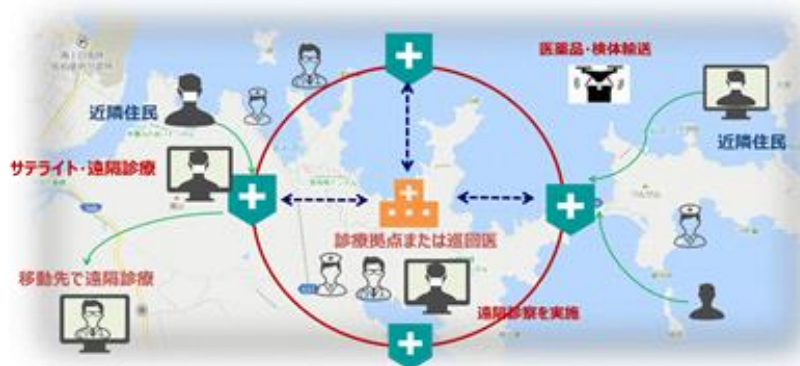 医薬品・検体輸送
近隣住民
近隣住民
サテライト・遠隔診療
診療拠点または巡回医
移動先で遠隔診療
遠隔診察を実施